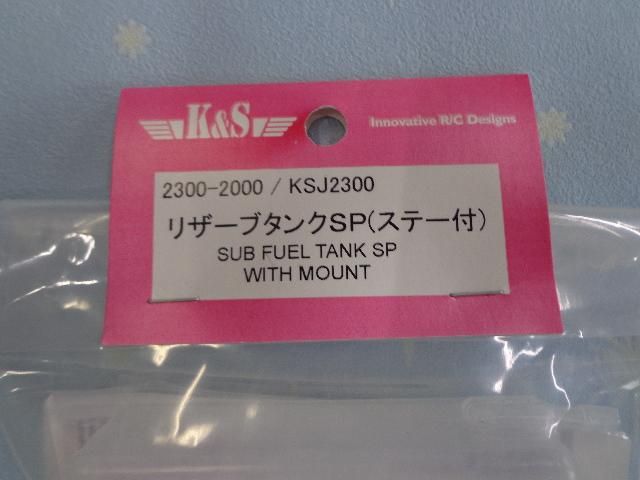 K&S
Innovative R/C Designs
2300-2000 / KSJ2300
リザーブタンクSP(ステー付)
SUB FUEL TANK SP
WITH MOUNT